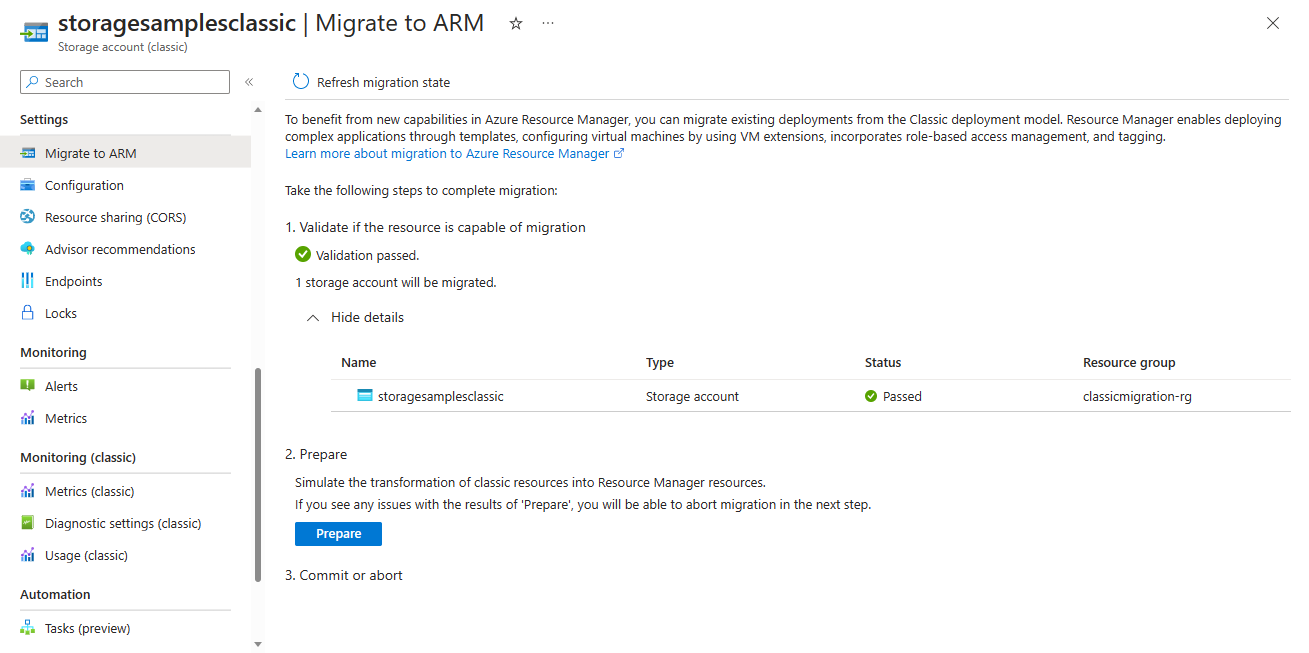 storagesamplesclassic | Migrate to ARM
Storage account (classic)
Search
Settings
Migrate to ARM
Configuration
Resource sharing (CORS)
Advisor recommendations
Endpoints
Locks
Monitoring
Alerts
Metrics
Monitoring (classic)
Metrics (classic)
Diagnostic settings (classic)
Usage (classic)
Automation
Tasks (preview)
Refresh migration state
To benefit from new capabilities in Azure Resource Manager, you can migrate existing deployments from the Classic deployment model. Resource Manager enables deploying
complex applications through templates, configuring virtual machines by using VM extensions, incorporates role-based access management, and tagging.
Learn more about migration to Azure Resource Manager
Take the following steps to complete migration:
1. Validate if the resource is capable of migration
Validation passed.
1 storage account will be migrated.
Hide details
Name Type Status Resource group
storagesamplesclassic Storage account Passed classicmigration-rg
2. Prepare
Simulate the transformation of classic resources into Resource Manager resources.
If you see any issues with the results of 'Prepare', you will be able to abort migration in the next step.
Prepare
3. Commit or abort